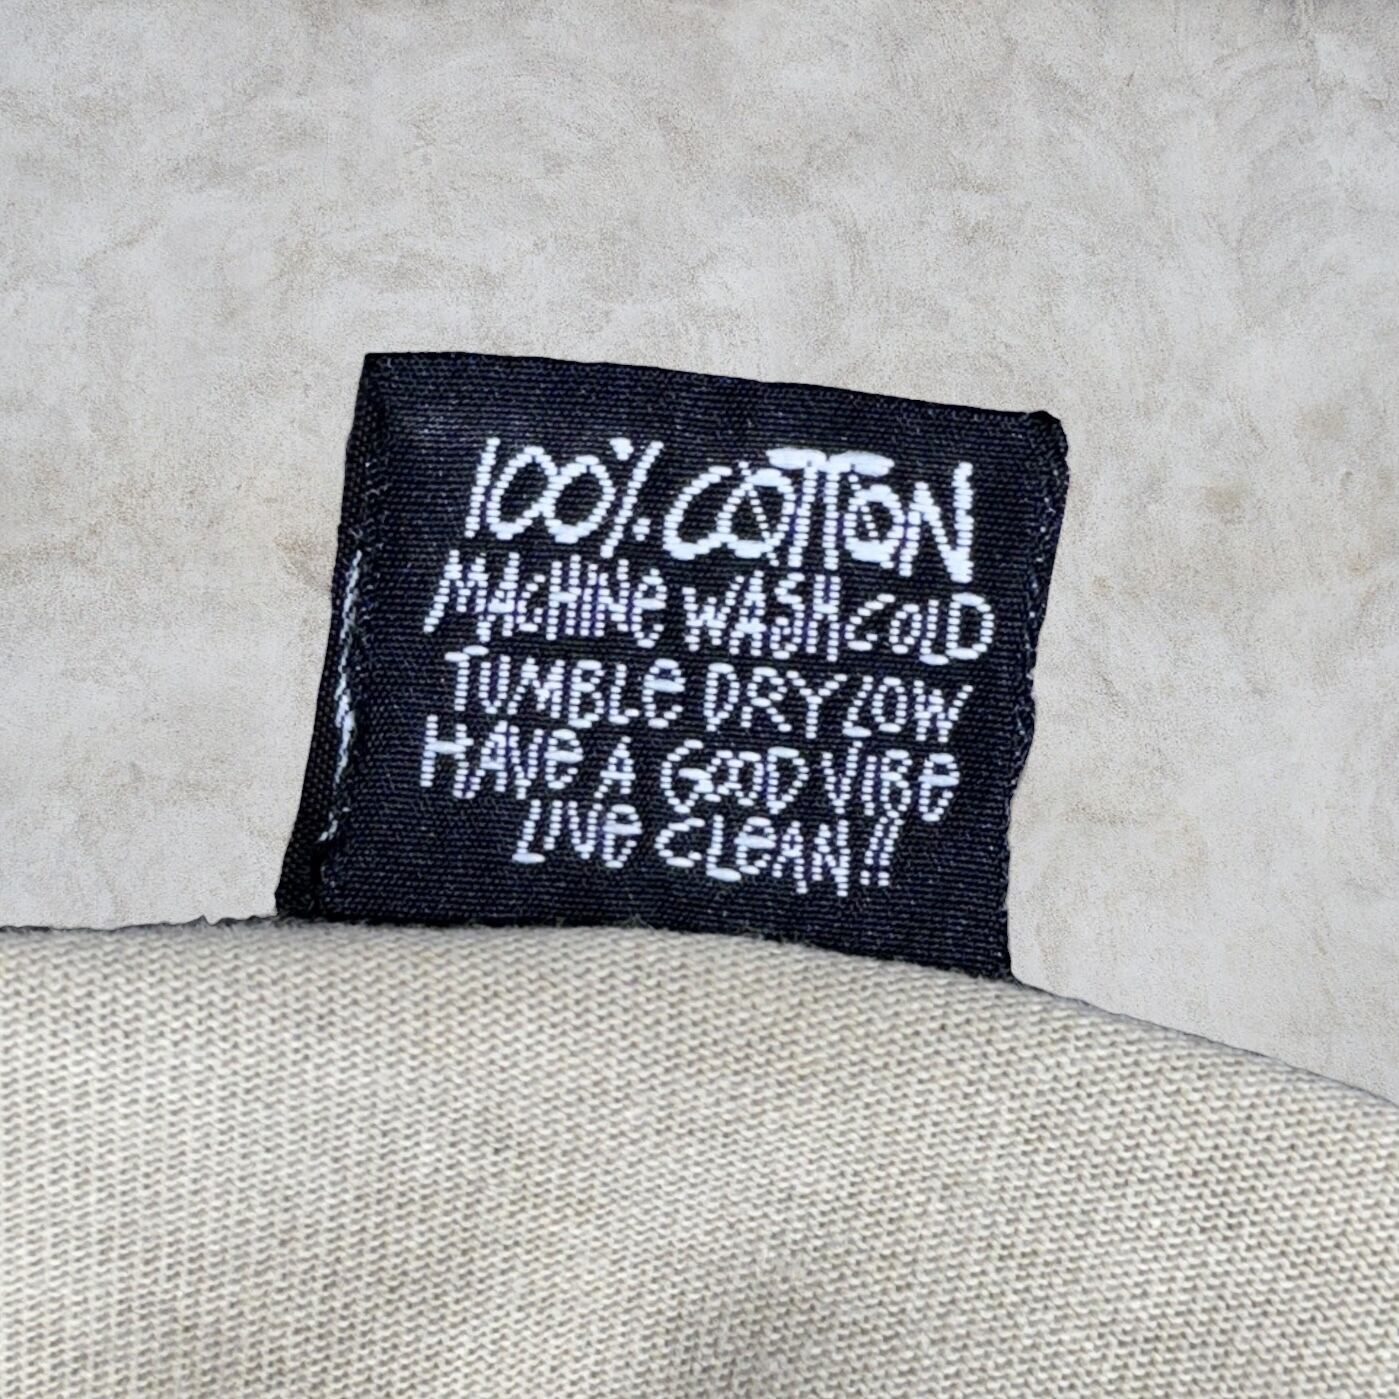 100% COTTON
MACHINe WASH COLD
TUMBLe DRY LOW
HAVe A GOOD VIBe
LIVe CLeAN!!